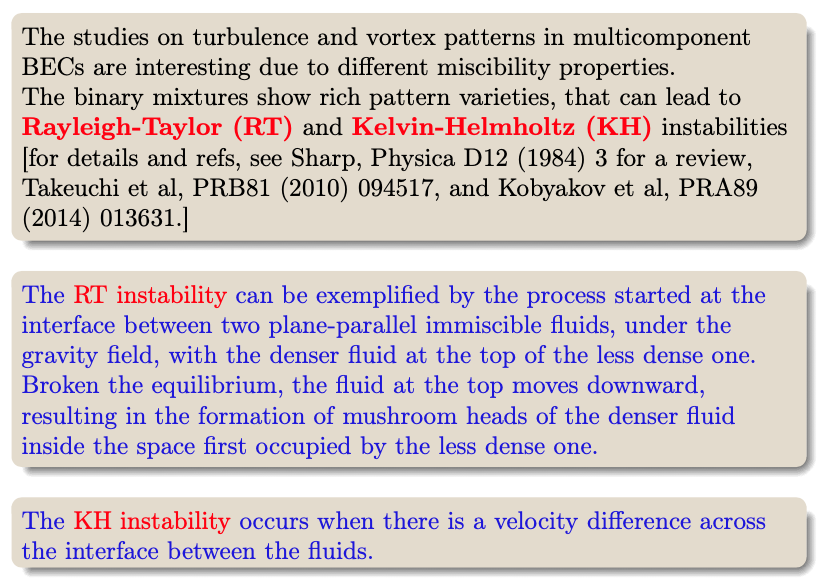 The studies on turbulence and vortex patterns in multicomponent
BECs are interesting due to different miscibility properties.
The binary mixtures show rich pattern varieties, that can lead to
Rayleigh-Taylor (RT) and Kelvin-Helmholtz (KH) instabilities
[for details and refs, see Sharp, Physica D12 (1984) 3 for a review,
Takeuchi et al, PRB81 (2010) 094517, and Kobyakov et al, PRA89
(2014) 013631.]
The RT instability can be exemplified by the process started at the
interface between two plane-parallel immiscible fluids, under the
gravity field, with the denser fluid at the top of the less dense one.
Broken the equilibrium, the fluid at the top moves downward,
resulting in the formation of mushroom heads of the denser fluid
inside the space first occupied by the less dense one.
The KH instability occurs when there is a velocity difference across
the interface between the fluids.